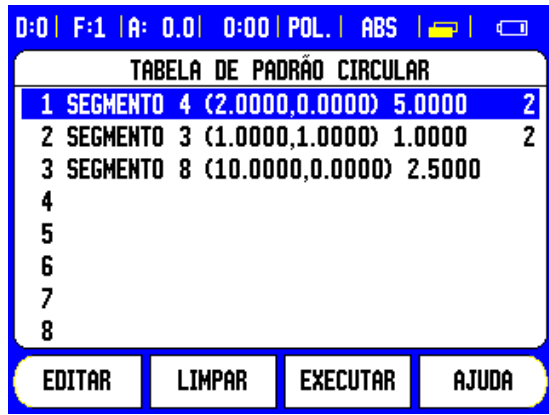 D:0| F:1 |A: 0.0| 0:00|POL.| ABS
TABELA DE PADRÃO CIRCULAR
1 SEGMENTO 4 (2.0000,0.0000) 5.0000 2
2 SEGMENTO 3 (1.0000,1.0000) 1.0000 2
3 SEGMENTO 8 (10.0000,0.0000) 2.5000
4
5
6
7
8
EDITAR LIMPAR EXECUTAR AJUDA